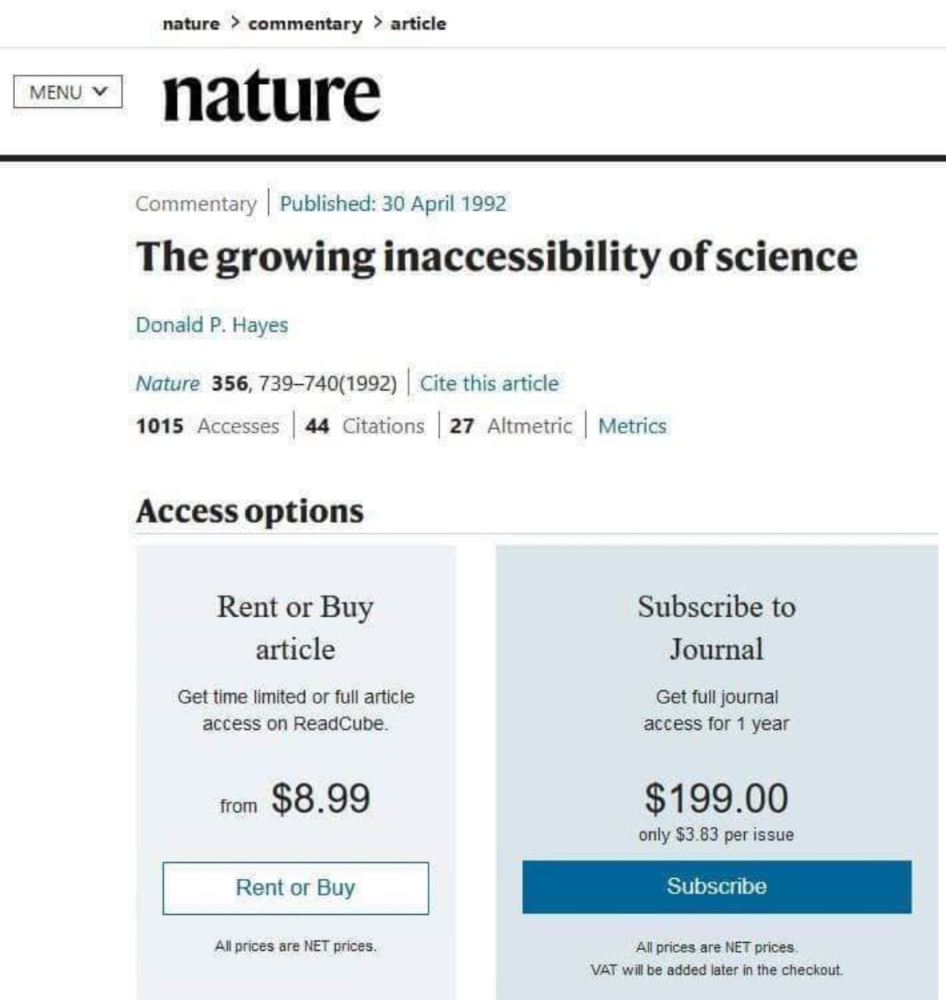 nature > commentary > article
MENU
nature
Commentary | Published: 30 April 1992
The growing inaccessibility of science
Donald P. Hayes
Nature 356, 739–740(1992) | Cite this article
1015 Accesses | 44 Citations | 27 Altmetric | Metrics
Access options
Rent or Buy
article
Get time limited or full article
access on ReadCube.
from $8.99
Rent or Buy
All prices are NET prices.
Subscribe to
Journal
Get full journal
access for 1 year
$199.00
only $3.83 per issue
Subscribe
All prices are NET prices.
VAT will be added later in the checkout.